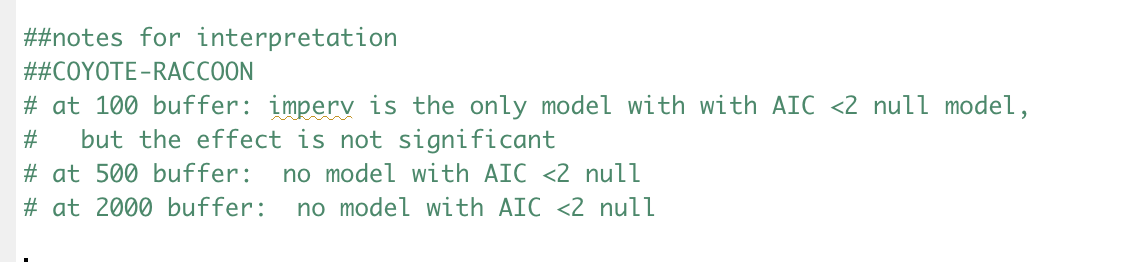 ##notes for interpretation
##COYOTE-RACCOON
# at 100 buffer: imperv is the only model with with AIC <2 null model,
#   but the effect is not significant
# at 500 buffer:  no model with AIC <2 null
# at 2000 buffer:  no model with AIC <2 null